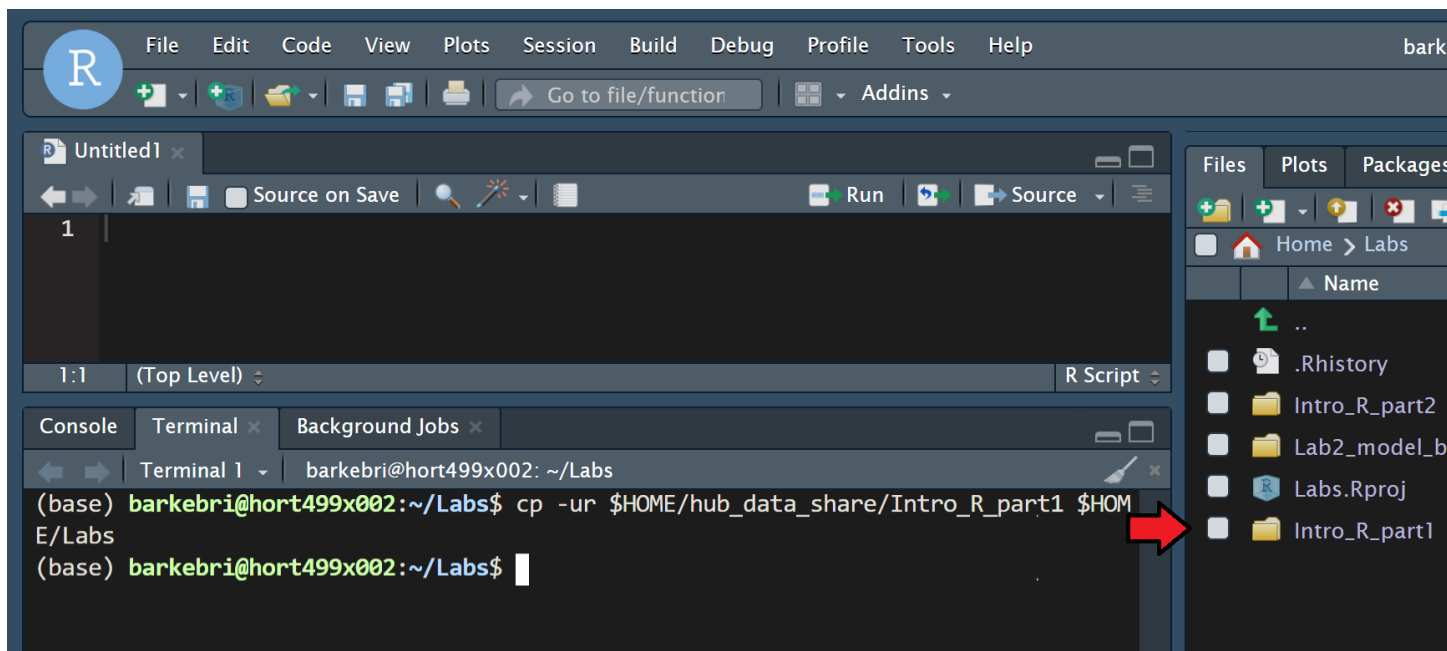 R
File Edit Code View Plots Session Build Debug Profile Tools Help
bark
R
Go to file/function
Addins
R Untitled1 ×
Source on Save
Run
Source
1
1:1 (Top Level)
R Script
Console Terminal × Background Jobs ×
Terminal 1 barkebri@hort499x002: ~/Labs
(base) barkebri@hort499x002:~/Labs$ cp -ur $HOME/hub_data_share/Intro_R_part1 $HOM
E/Labs
(base) barkebri@hort499x002:~/Labs$
Files Plots Packages
Home Labs
Name
..
.Rhistory
Intro_R_part2
Lab2_model_b
R Labs.Rproj
Intro_R_part1